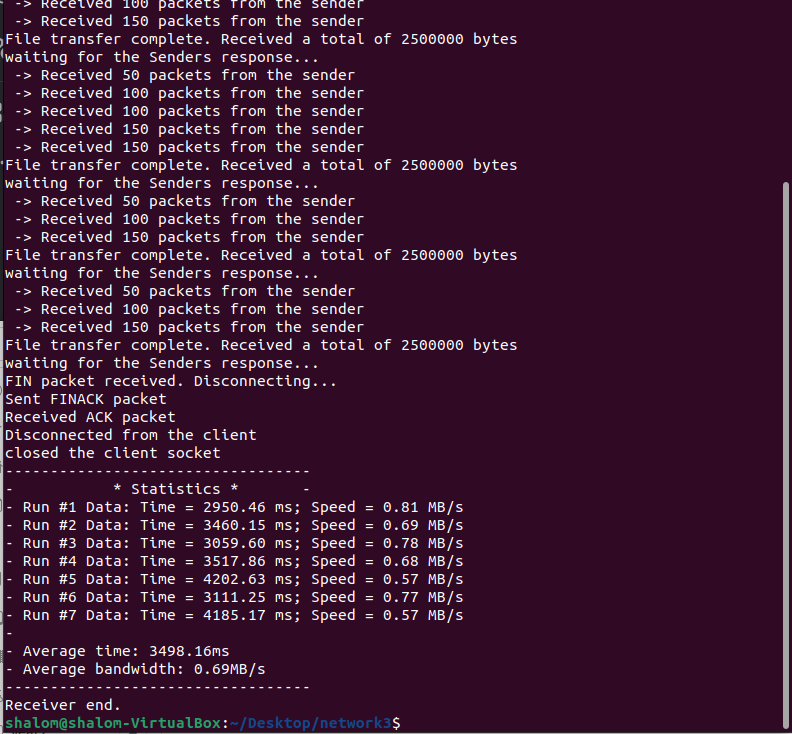 -> Received 100 packets from the sender
-> Received 150 packets from the sender
File transfer complete. Received a total of 2500000 bytes
waiting for the Senders response...
-> Received 50 packets from the sender
-> Received 100 packets from the sender
-> Received 100 packets from the sender
-> Received 150 packets from the sender
-> Received 150 packets from the sender
File transfer complete. Received a total of 2500000 bytes
waiting for the Senders response...
-> Received 50 packets from the sender
-> Received 100 packets from the sender
-> Received 150 packets from the sender
File transfer complete. Received a total of 2500000 bytes
waiting for the Senders response...
-> Received 50 packets from the sender
-> Received 100 packets from the sender
-> Received 150 packets from the sender
File transfer complete. Received a total of 2500000 bytes
waiting for the Senders response...
FIN packet received. Disconnecting...
Sent FINACK packet
Received ACK packet
Disconnected from the client
closed the client socket
----------------------------------
-           * Statistics *       -
- Run #1 Data: Time = 2950.46 ms; Speed = 0.81 MB/s
- Run #2 Data: Time = 3460.15 ms; Speed = 0.69 MB/s
- Run #3 Data: Time = 3059.60 ms; Speed = 0.78 MB/s
- Run #4 Data: Time = 3517.86 ms; Speed = 0.68 MB/s
- Run #5 Data: Time = 4202.63 ms; Speed = 0.57 MB/s
- Run #6 Data: Time = 3111.25 ms; Speed = 0.77 MB/s
- Run #7 Data: Time = 4185.17 ms; Speed = 0.57 MB/s
-
- Average time: 3498.16ms
- Average bandwidth: 0.69MB/s
----------------------------------
Receiver end.
shalom@shalom-VirtualBox:~/Desktop/network3$